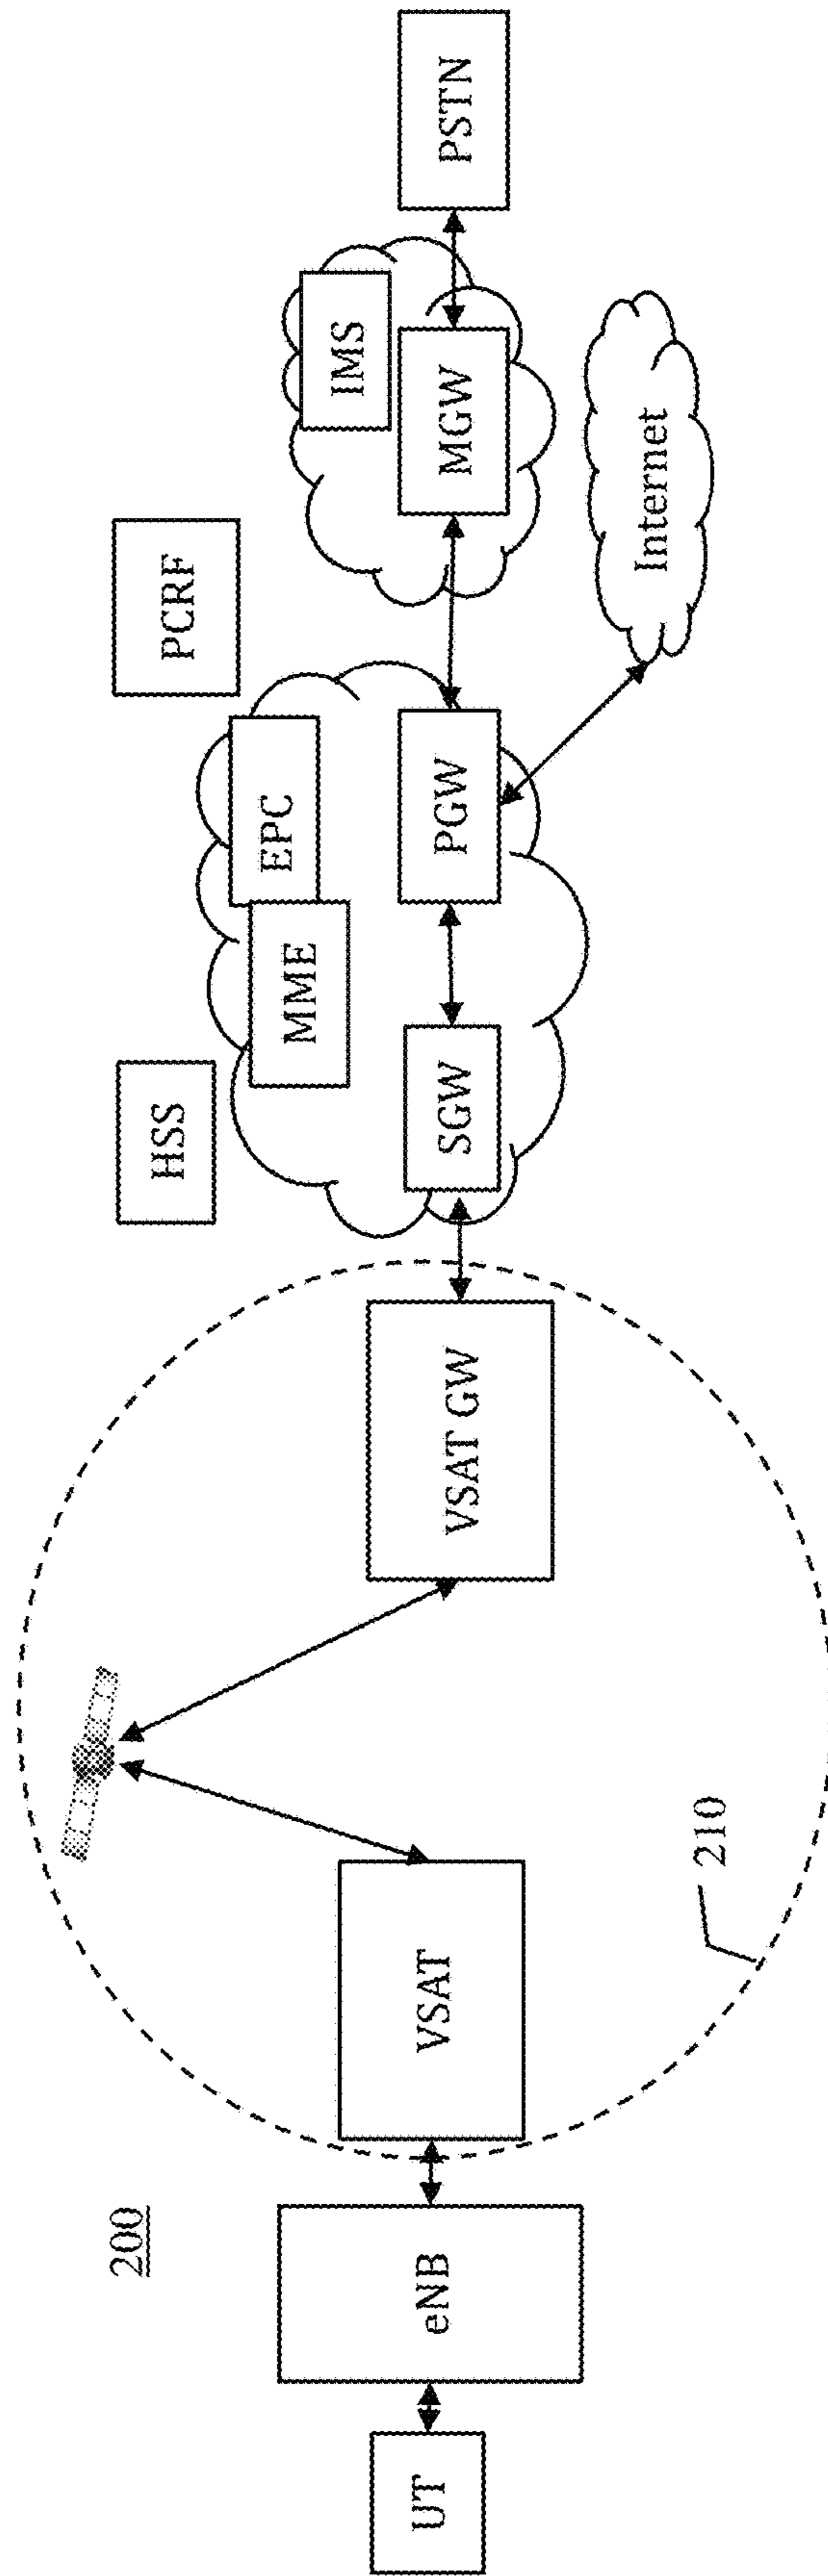 200
UT
eNB
VSAT
210
VSAT GW
HSS
SGW
MME
EPC
PGW
PCRF
Internet
MGW
IMS
PSTN